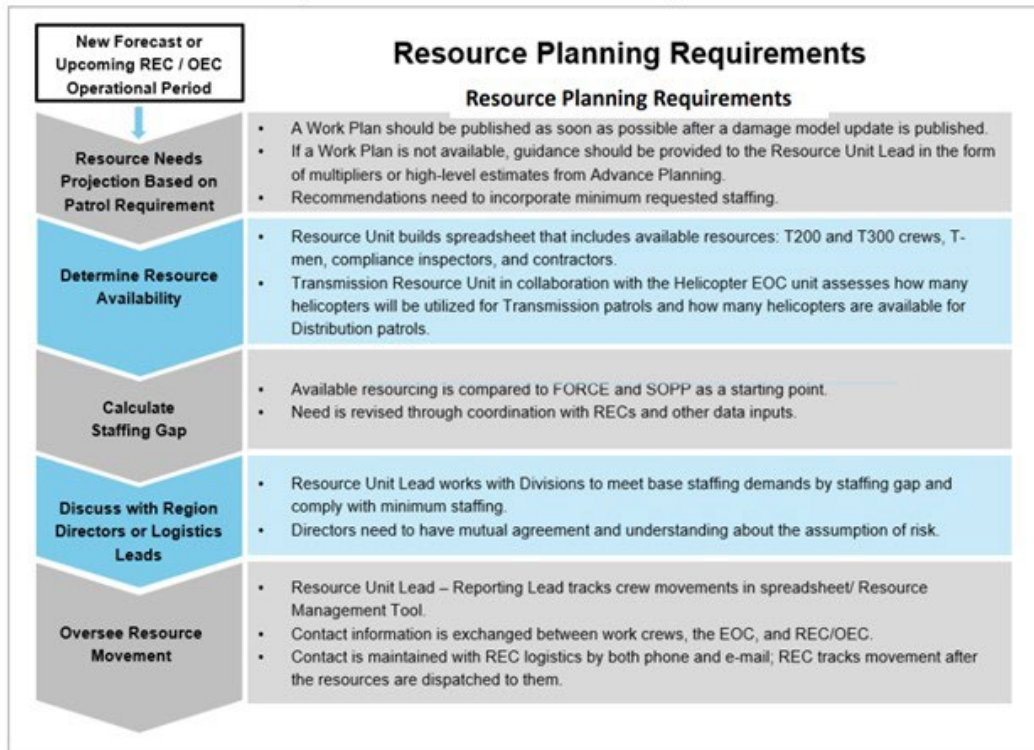 New Forecast or
Upcoming REC / OEC
Operational Period
Resource Planning Requirements
Resource Planning Requirements
Resource Needs
Projection Based on
Patrol Requirement
• A Work Plan should be published as soon as possible after a damage model update is published.
• If a Work Plan is not available, guidance should be provided to the Resource Unit Lead in the form
of multipliers or high-level estimates from Advance Planning.
• Recommendations need to incorporate minimum requested staffing.
Determine Resource
Availability
• Resource Unit builds spreadsheet that includes available resources: T200 and T300 crews, T-
men, compliance inspectors, and contractors.
• Transmission Resource Unit in collaboration with the Helicopter EOC unit assesses how many
helicopters will be utilized for Transmission patrols and how many helicopters are available for
Distribution patrols.
Calculate
Staffing Gap
• Available resourcing is compared to FORCE and SOPP as a starting point.
• Need is revised through coordination with RECs and other data inputs.
Discuss with Region
Directors or Logistics
Leads
• Resource Unit Lead works with Divisions to meet base staffing demands by staffing gap and
comply with minimum staffing.
• Directors need to have mutual agreement and understanding about the assumption of risk.
Oversee Resource
Movement
• Resource Unit Lead – Reporting Lead tracks crew movements in spreadsheet/ Resource
Management Tool.
• Contact information is exchanged between work crews, the EOC, and REC/OEC.
• Contact is maintained with REC logistics by both phone and e-mail; REC tracks movement after
the resources are dispatched to them.